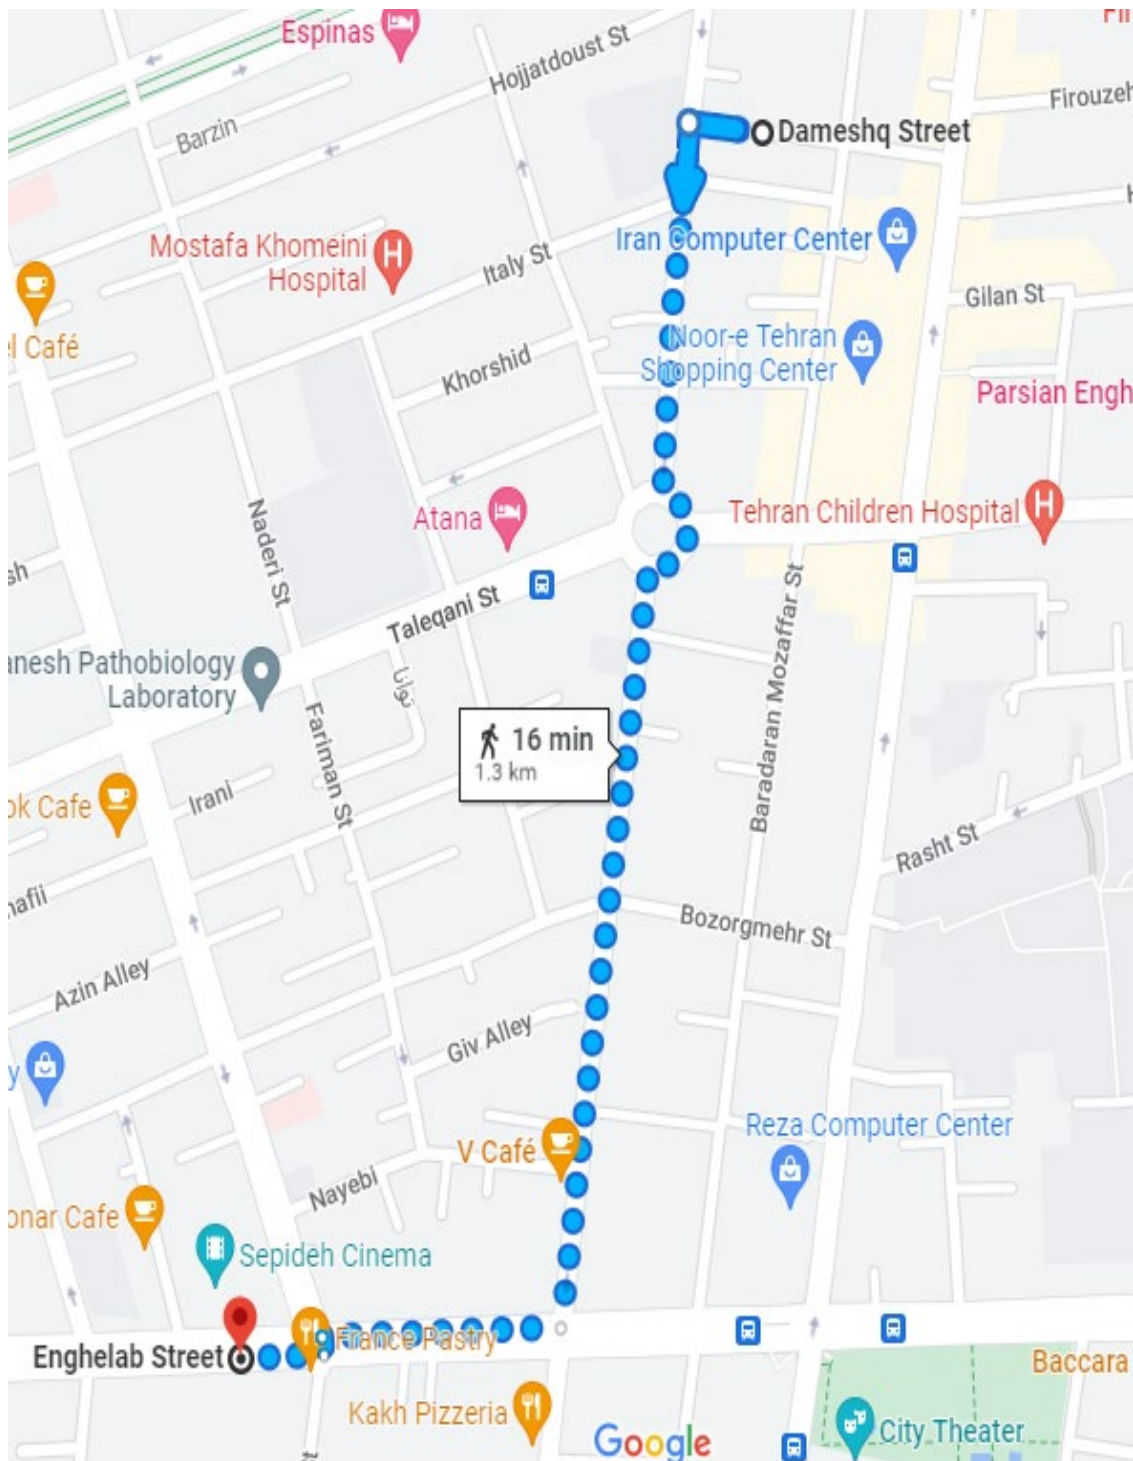 Espinas
Hojjatdoust St
Barzin
Dameshq Street
Mostafa Khomeini
Hospital
Italy St
Iran Computer Center
Gilan St
Café
Khorshid
Noor-e Tehran
Shopping Center
Parsian
Atana
Tehran Children Hospital
Naderi St
Taleqani St
توانا
Pathobiology
Laboratory
Fariman St
16 min
1.3 km
Baradaran Mozaffar St
Irani
Cafe
Rasht St
Bozorgmehr St
Azin Alley
Giv Alley
V Café
Reza Computer Center
Nayebi
Cafe
Sepideh Cinema
France Pastry
Enghelab Street
Baccara
Kakh Pizzeria
Google
City Theater